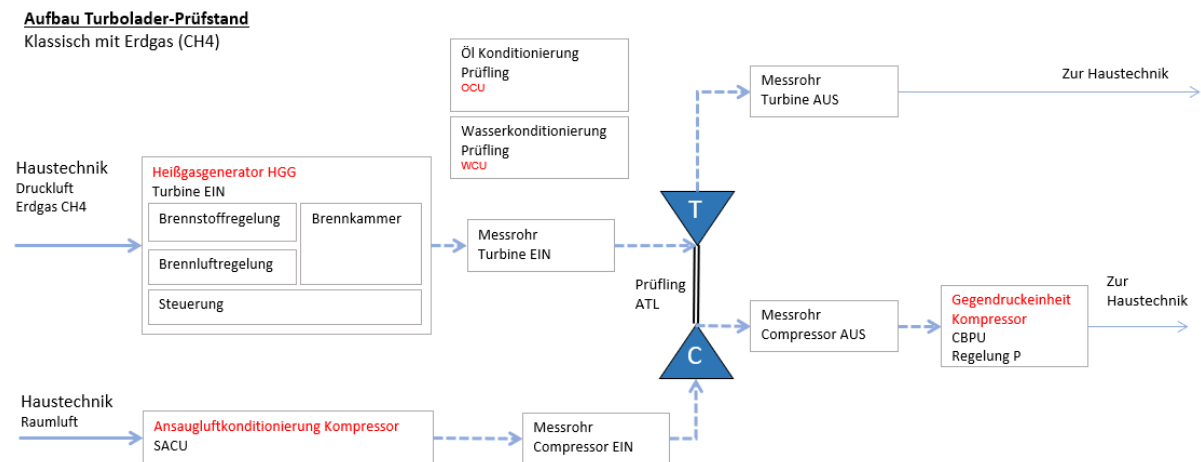 Aufbau Turbolader-Prüfstand
Klassisch mit Erdgas (CH4)
Öl Konditionierung
Prüfling
OCU
Wasserkonditionierung
Prüfling
WCU
Messrohr
Turbine AUS
Zur Haustechnik
Haustechnik
Druckluft
Erdgas CH4
Heißgasgenerator HGG
Turbine EIN
Brennstoffregelung
Brennkammer
Brennluftregelung
Steuerung
Messrohr
Turbine EIN
T
Prüfling
ATL
C
Messrohr
Compressor AUS
Gegendruckeinheit
Kompressor
CBPU
Regelung P
Zur
Haustechnik
Haustechnik
Raumluft
Ansaugluftkonditionierung Kompressor
SACU
Messrohr
Compressor EIN